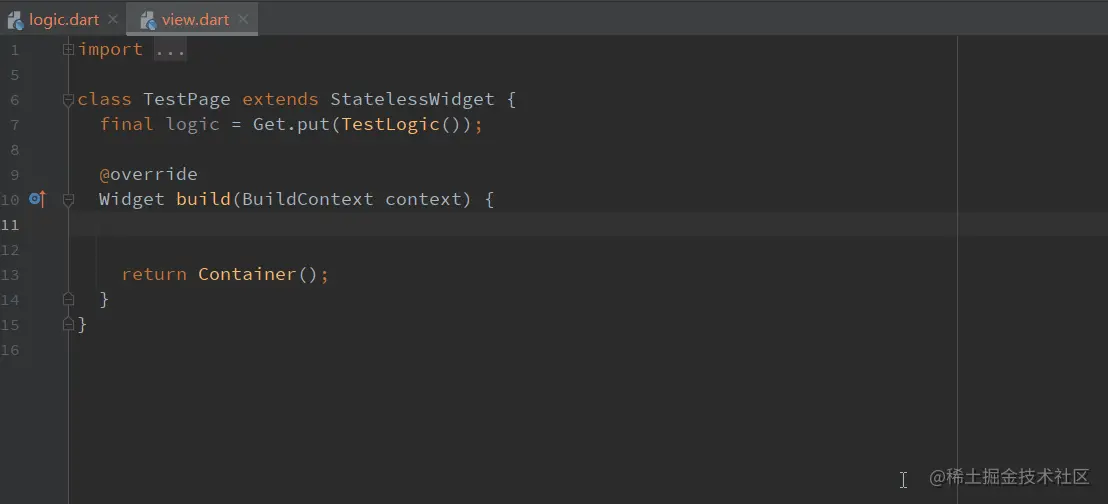 logic.dart view.dart
1 import ...
5
6 class TestPage extends StatelessWidget {
7 final logic = Get.put(TestLogic());
8
9 @override
10 Widget build(BuildContext context) {
11
12
13 return Container();
14 }
15 }
16
@稀土掘金技术社区